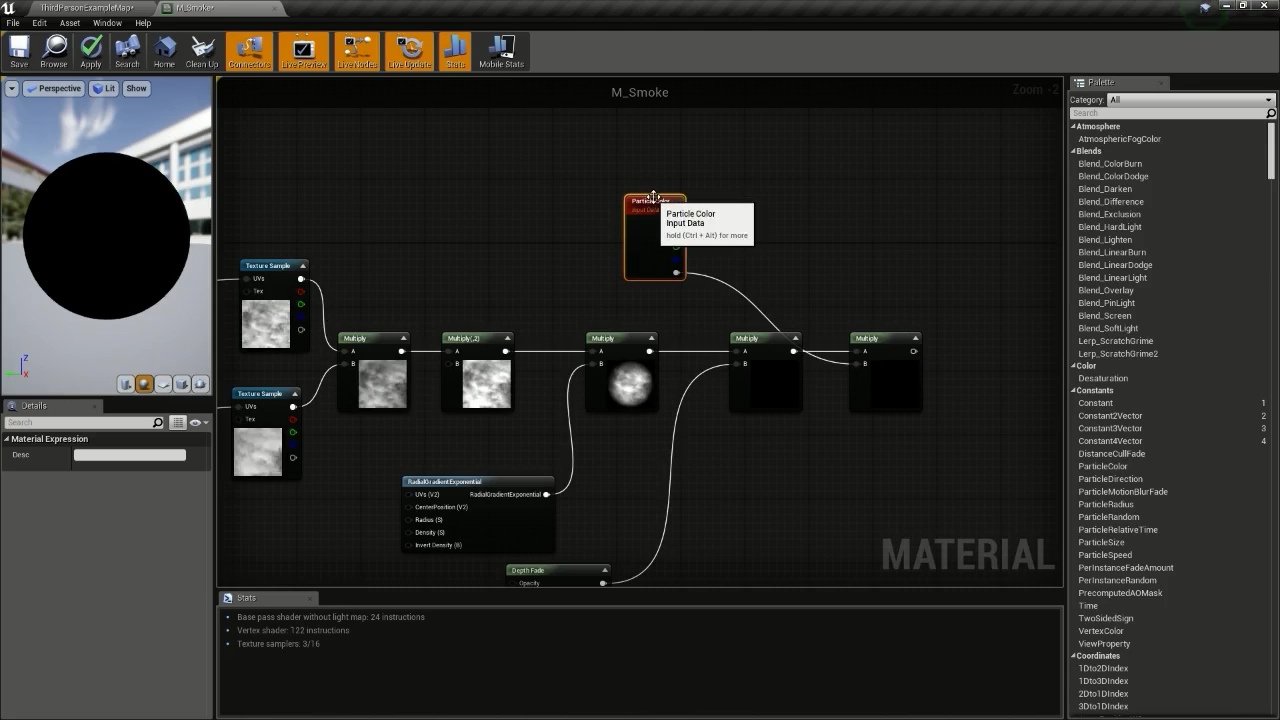 ThirdPersonExampleMap*
M_Smoke*
File Edit Asset Window Help
Save Browse Apply Search Home Clean Up Connectors Live Preview Live Nodes Live Update Stats Mobile Stats
Perspective Lit Show
M_Smoke
Zoom -2
Particle Color
Input Data
Particle Color
Input Data
hold (Ctrl + Alt) for more
Texture Sample
UVs
Tex
Texture Sample
UVs
Tex
Multiply
A
B
Multiply(,2)
A
B
Multiply
A
B
Multiply
A
B
Multiply
A
B
RadialGradientExponential
UVs (V2) RadialGradientExponential
CenterPosition (V2)
Radius (S)
Density (S)
Invert Density (B)
Depth Fade
Opacity
MATERIAL
Details
Search
Material Expression
Desc
Stats
Base pass shader without light map: 24 instructions
Vertex shader: 122 instructions
Texture samplers: 3/16
Palette
Category: All
Search
Atmosphere
AtmosphericFogColor
Blends
Blend_ColorBurn
Blend_ColorDodge
Blend_Darken
Blend_Difference
Blend_Exclusion
Blend_HardLight
Blend_Lighten
Blend_LinearBurn
Blend_LinearDodge
Blend_LinearLight
Blend_Overlay
Blend_PinLight
Blend_Screen
Blend_SoftLight
Lerp_ScratchGrime
Lerp_ScratchGrime2
Color
Desaturation
Constants
Constant 1
Constant2Vector 2
Constant3Vector 3
Constant4Vector 4
DistanceCullFade
ParticleColor
ParticleDirection
ParticleMotionBlurFade
ParticleRadius
ParticleRandom
ParticleRelativeTime
ParticleSize
ParticleSpeed
PerInstanceFadeAmount
PerInstanceRandom
PrecomputedAOMask
Time
TwoSidedSign
VertexColor
ViewProperty
Coordinates
1Dto2DIndex
1Dto3DIndex
2Dto1DIndex
3Dto1DIndex